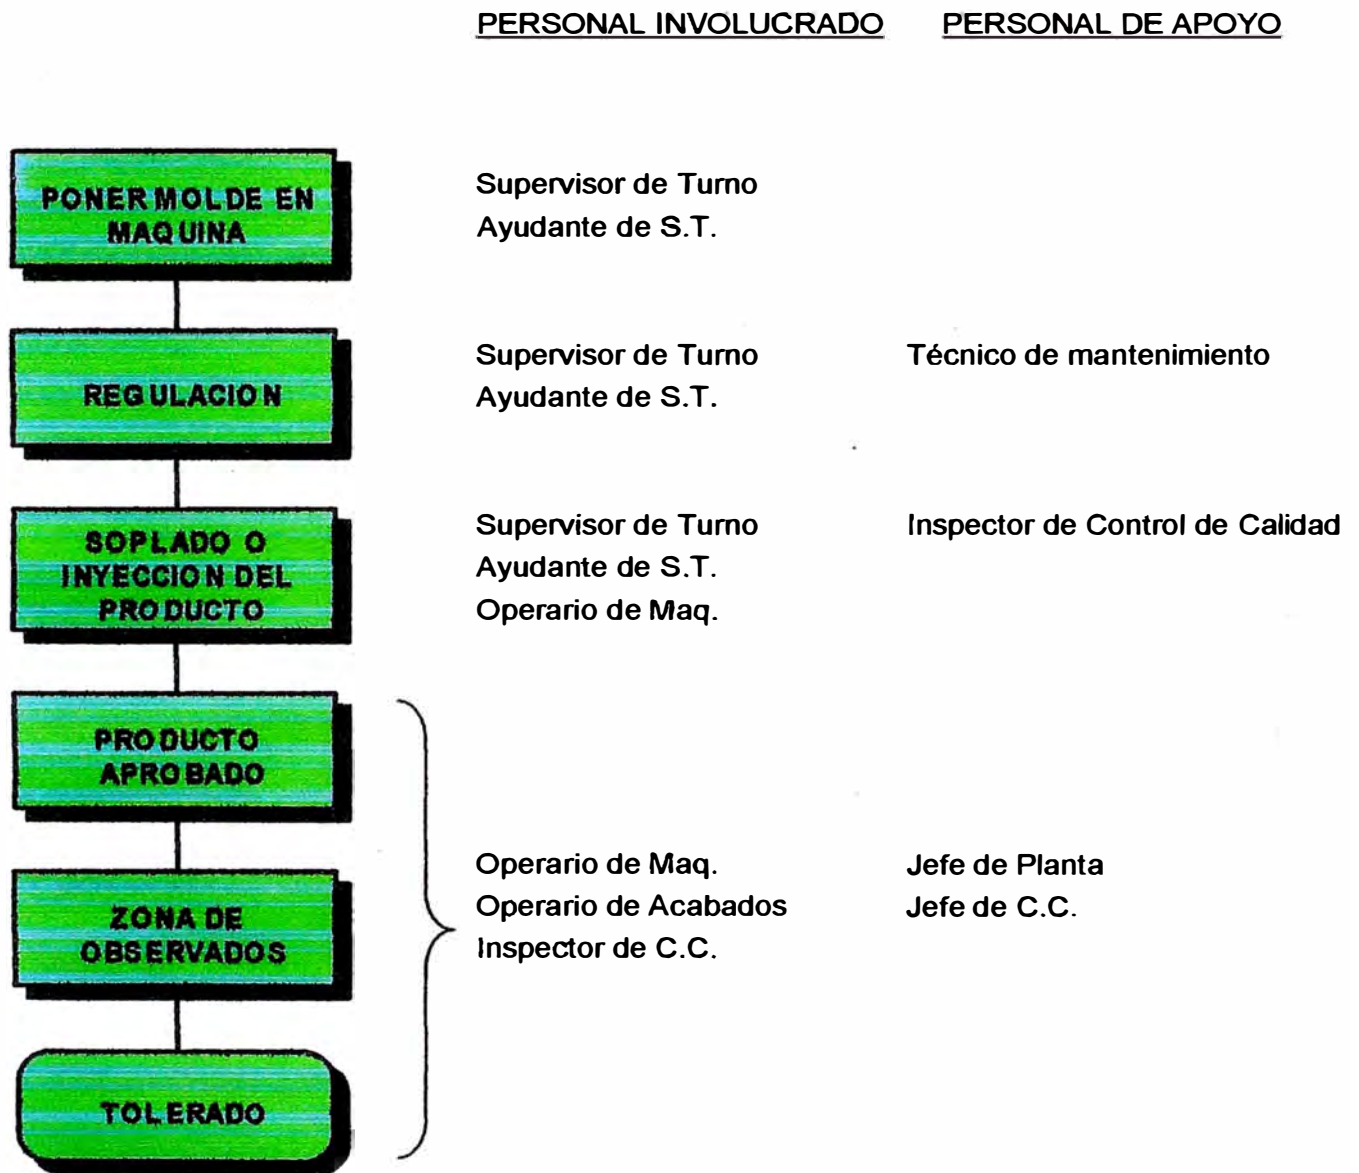 PERSONAL INVOLUCRADO PERSONAL DE APOYO
PONER MOLDE EN
MAQUINA
Supervisor de Turno
Ayudante de S.T.
REGULACION
Supervisor de Turno Técnico de mantenimiento
Ayudante de S.T.
SOPLADO O
INYECCION DEL
PRODUCTO
Supervisor de Turno Inspector de Control de Calidad
Ayudante de S.T.
Operario de Maq.
PRODUCTO
APROBADO
ZONA DE
OBSERVADOS
TOLERADO
Operario de Maq. Jefe de Planta
Operario de Acabados Jefe de C.C.
Inspector de C.C.